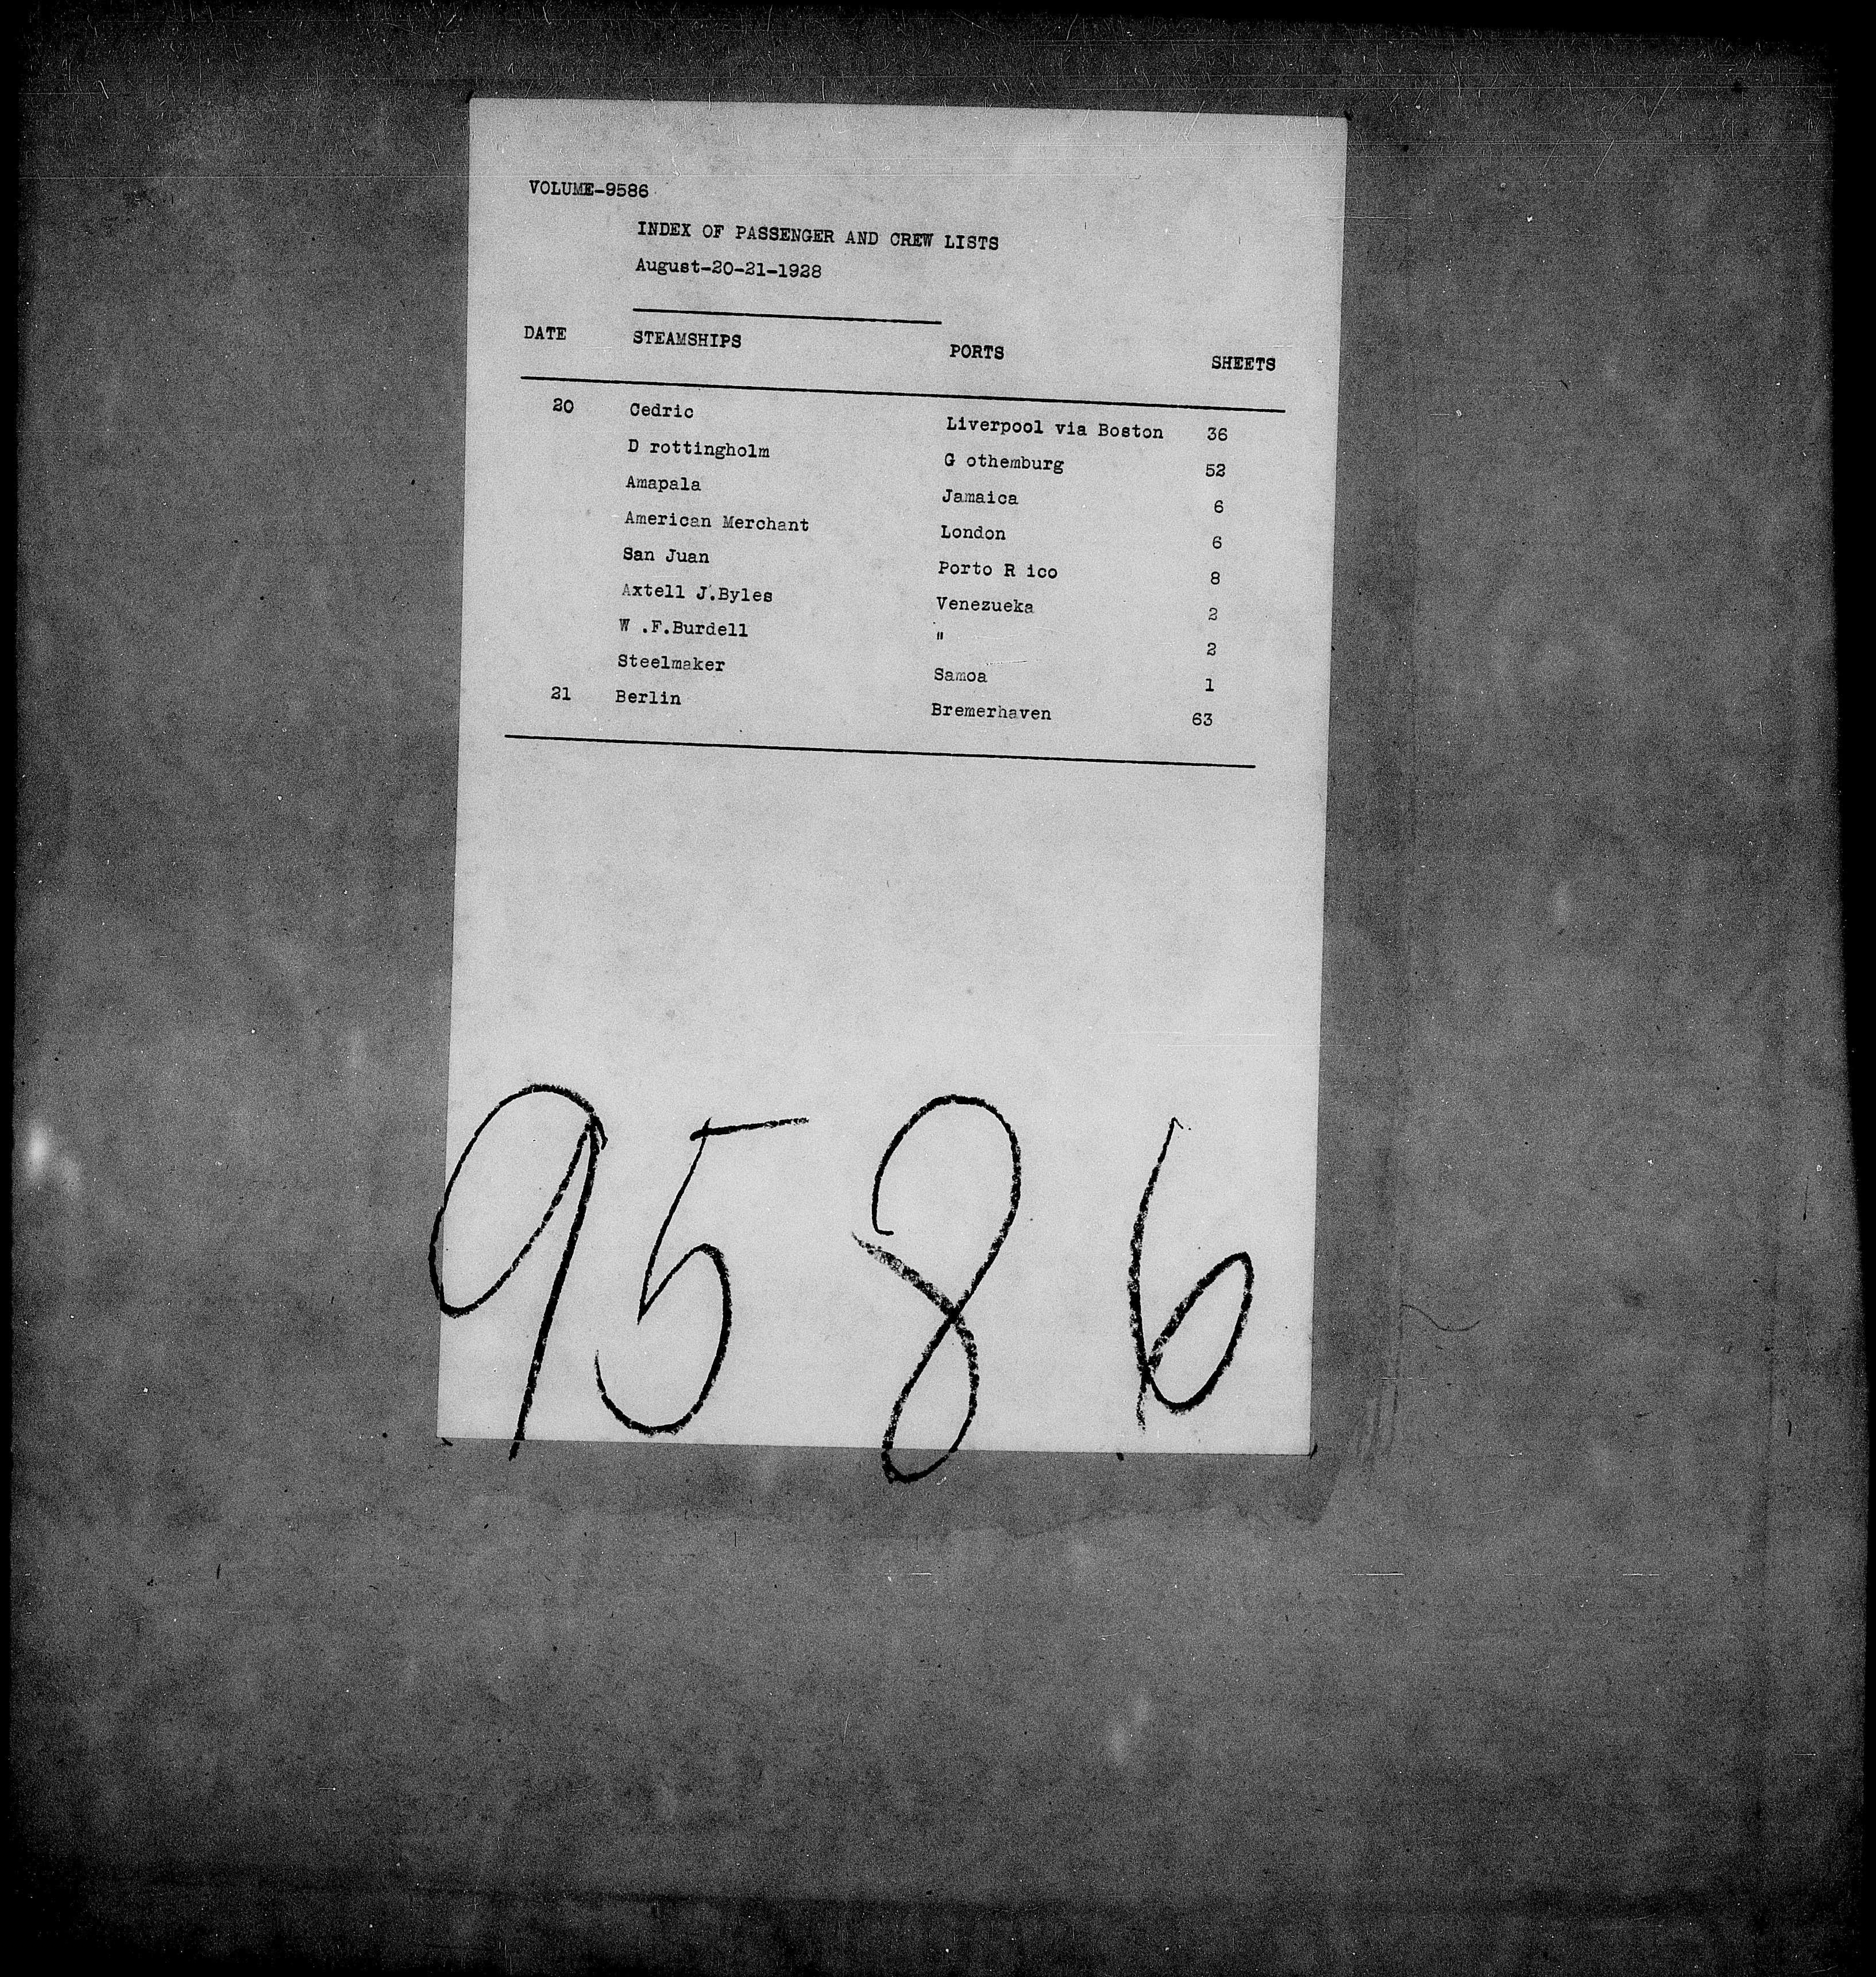 VOLUME-9586
INDEX OF PASSENGER AND CREW LISTS
August-20-21-1928
DATE STEAMSHIPS PORTS SHEETS
20 Cedric Liverpool via Boston 36
D rottingholm G othemburg 52
Amapala Jamaica 6
American Merchant London 6
San Juan Porto R ico 8
Axtell J.Byles Venezueka 2
W .F.Burdell " 2
Steelmaker Samoa 1
21 Berlin Bremerhaven 63
9586